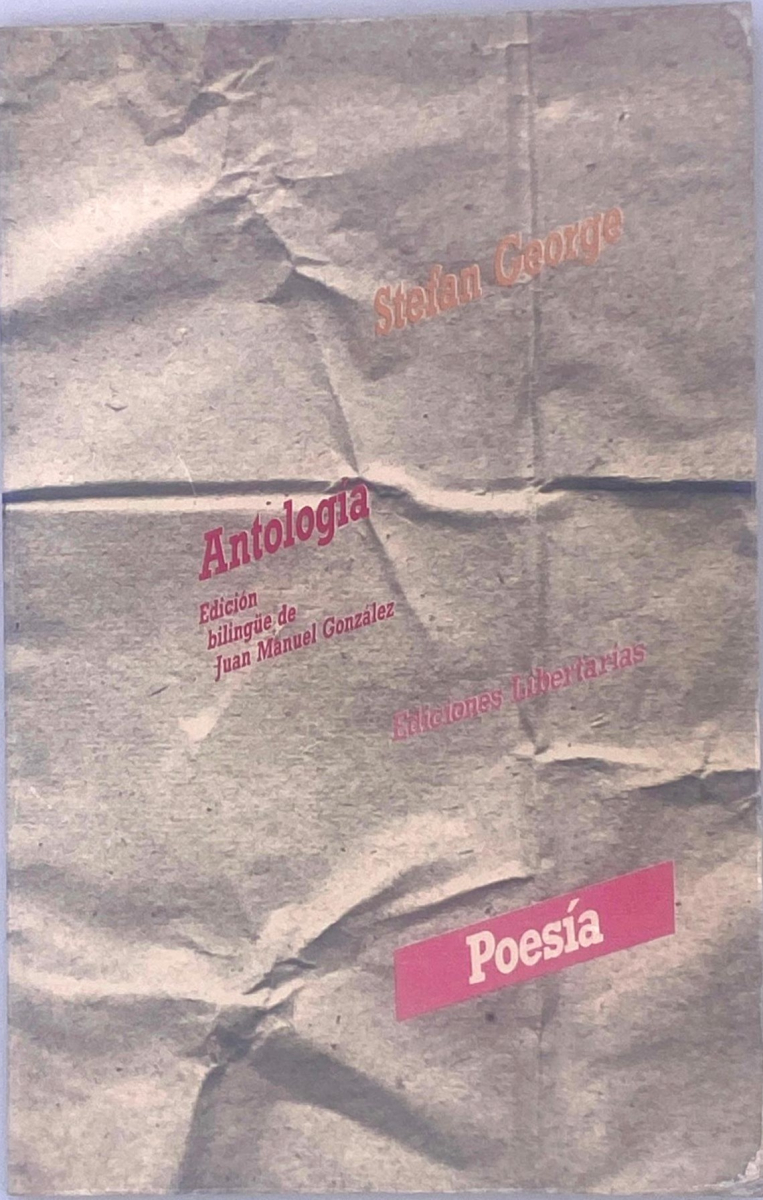 Stefan George
Antología
Edición
bilingüe de
Juan Manuel González
Ediciones Libertarias
Poesía